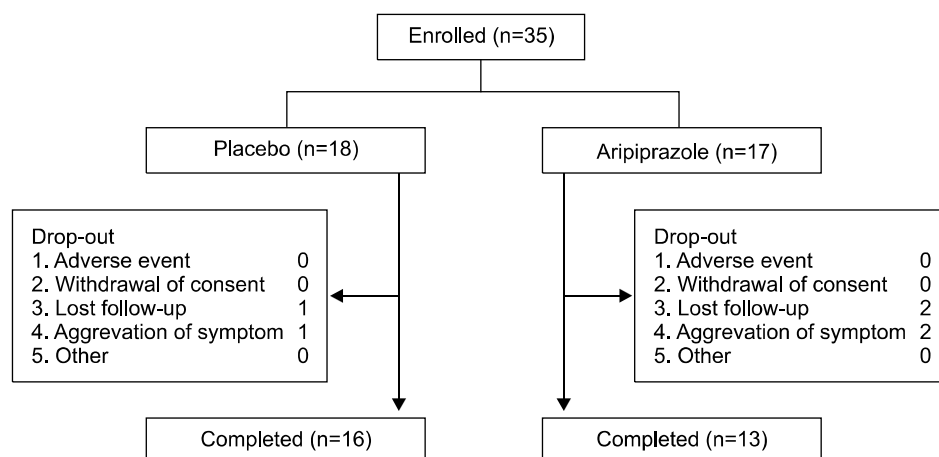 Enrolled (n=35)
Placebo (n=18)
Aripiprazole (n=17)
Drop-out
1. Adverse event 0
2. Withdrawal of consent 0
3. Lost follow-up 1
4. Aggrevation of symptom 1
5. Other 0
Drop-out
1. Adverse event 0
2. Withdrawal of consent 0
3. Lost follow-up 2
4. Aggrevation of symptom 2
5. Other 0
Completed (n=16)
Completed (n=13)